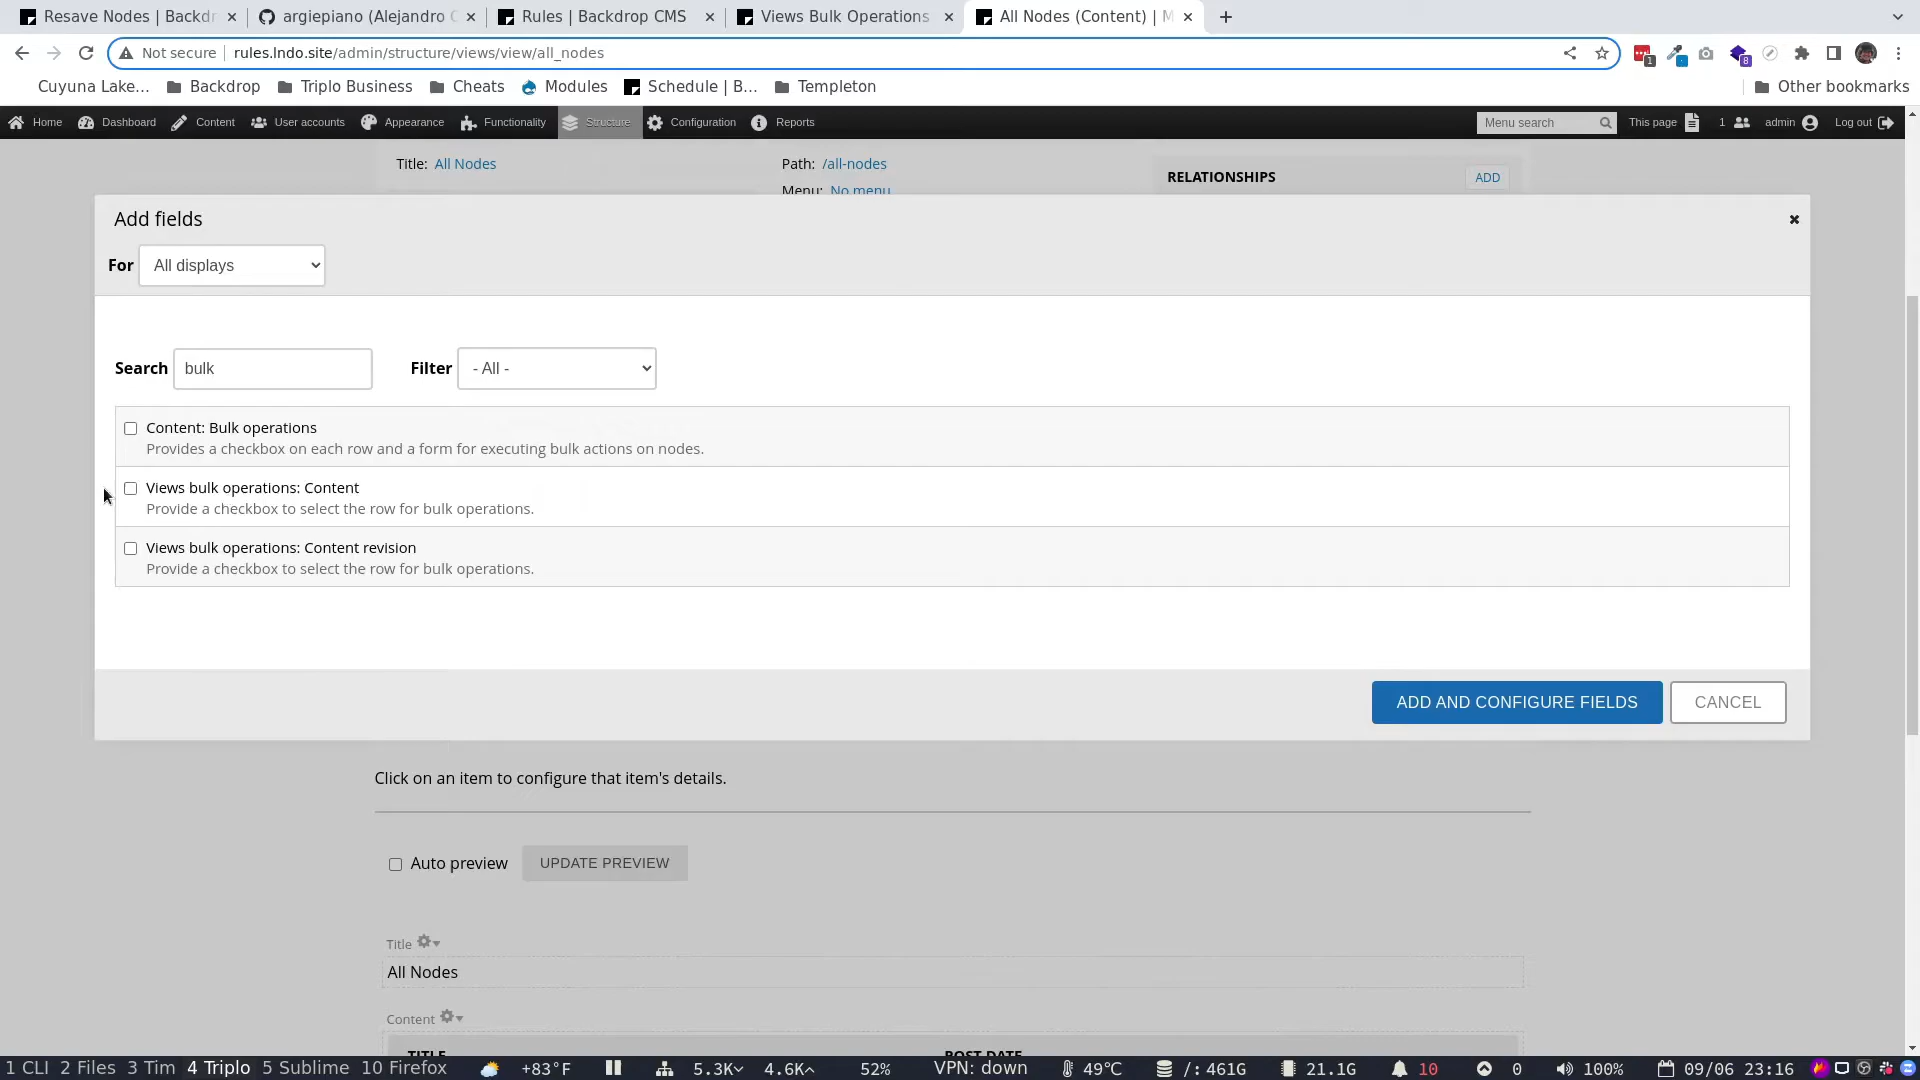 Resave Nodes | Backdr
argiepiano (Alejandro C
Rules | Backdrop CMS
Views Bulk Operations
All Nodes (Content) | M
Not secure
rules.lndo.site/admin/structure/views/view/all_nodes
1
8
Cuyuna Lake...
Backdrop
Triplo Business
Cheats
Modules
Schedule | B...
Templeton
Other bookmarks
Home
Dashboard
Content
User accounts
Appearance
Functionality
Structure
Configuration
Reports
Menu search
This page
1
admin
Log out
Title: All Nodes
Path: /all-nodes
Menu: No menu
RELATIONSHIPS
ADD
Add fields
For All displays
Search bulk
Filter - All -
Content: Bulk operations
Provides a checkbox on each row and a form for executing bulk actions on nodes.
Views bulk operations: Content
Provide a checkbox to select the row for bulk operations.
Views bulk operations: Content revision
Provide a checkbox to select the row for bulk operations.
ADD AND CONFIGURE FIELDS
CANCEL
Click on an item to configure that item's details.
Auto preview
UPDATE PREVIEW
Title
All Nodes
Content
TITLE
POST DATE
1 CLI 2 Files 3 Tim 4 Triplo 5 Sublime 10 Firefox
+83°F
5.3K
4.6K
52%
VPN: down
49℃
/: 461G
21.1G
10
0
100%
09/06 23:16